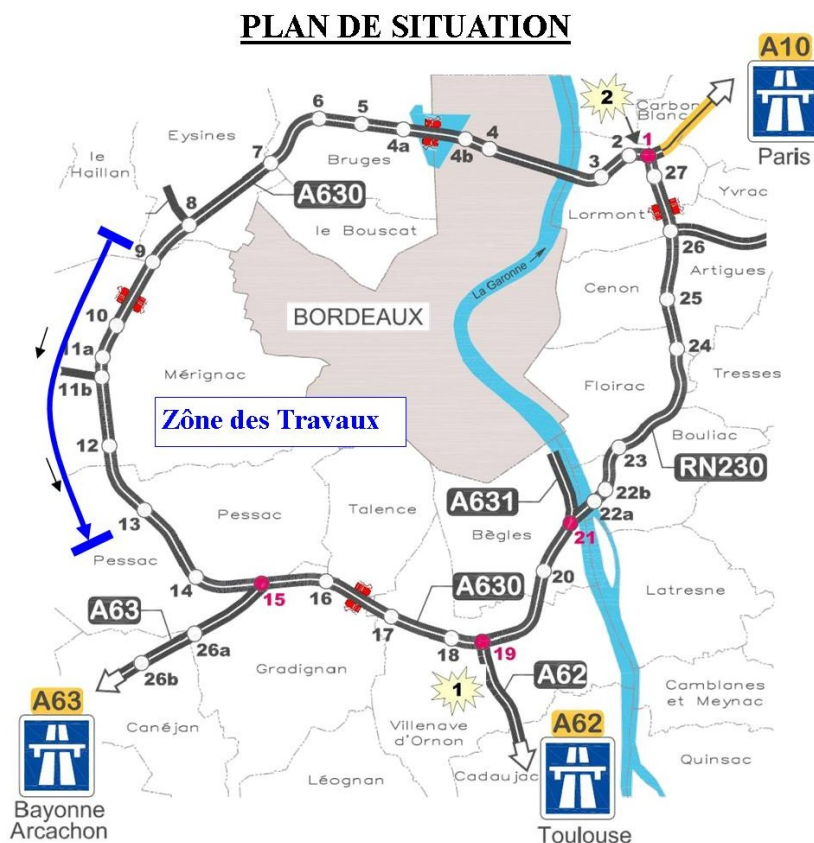 PLAN DE SITUATION
A10
Paris
2
Carbon
Blanc
6
5
4a
4b
4
3
2
1
27
Eysines
7
Bruges
le
Haillan
A630
Lormont
Yvrac
8
le Bouscat
26
Artigues
9
La Garonne
Cenon
25
10
BORDEAUX
11a
24
11b
Mérignac
Floirac
Tresses
Zône des Travaux
Bouliac
12
23
RN230
22b
22a
A631
13
Pessac
Talence
Bègles
21
Pessac
14
15
16
20
A630
Latresne
A63
17
26a
18
19
26b
Gradignan
1
A62
Camblanes
et Meynac
A63
Canéjan
Villenave
d'Ornon
A62
Quinsac
Léognan
Cadaujac
Bayonne
Arcachon
Toulouse